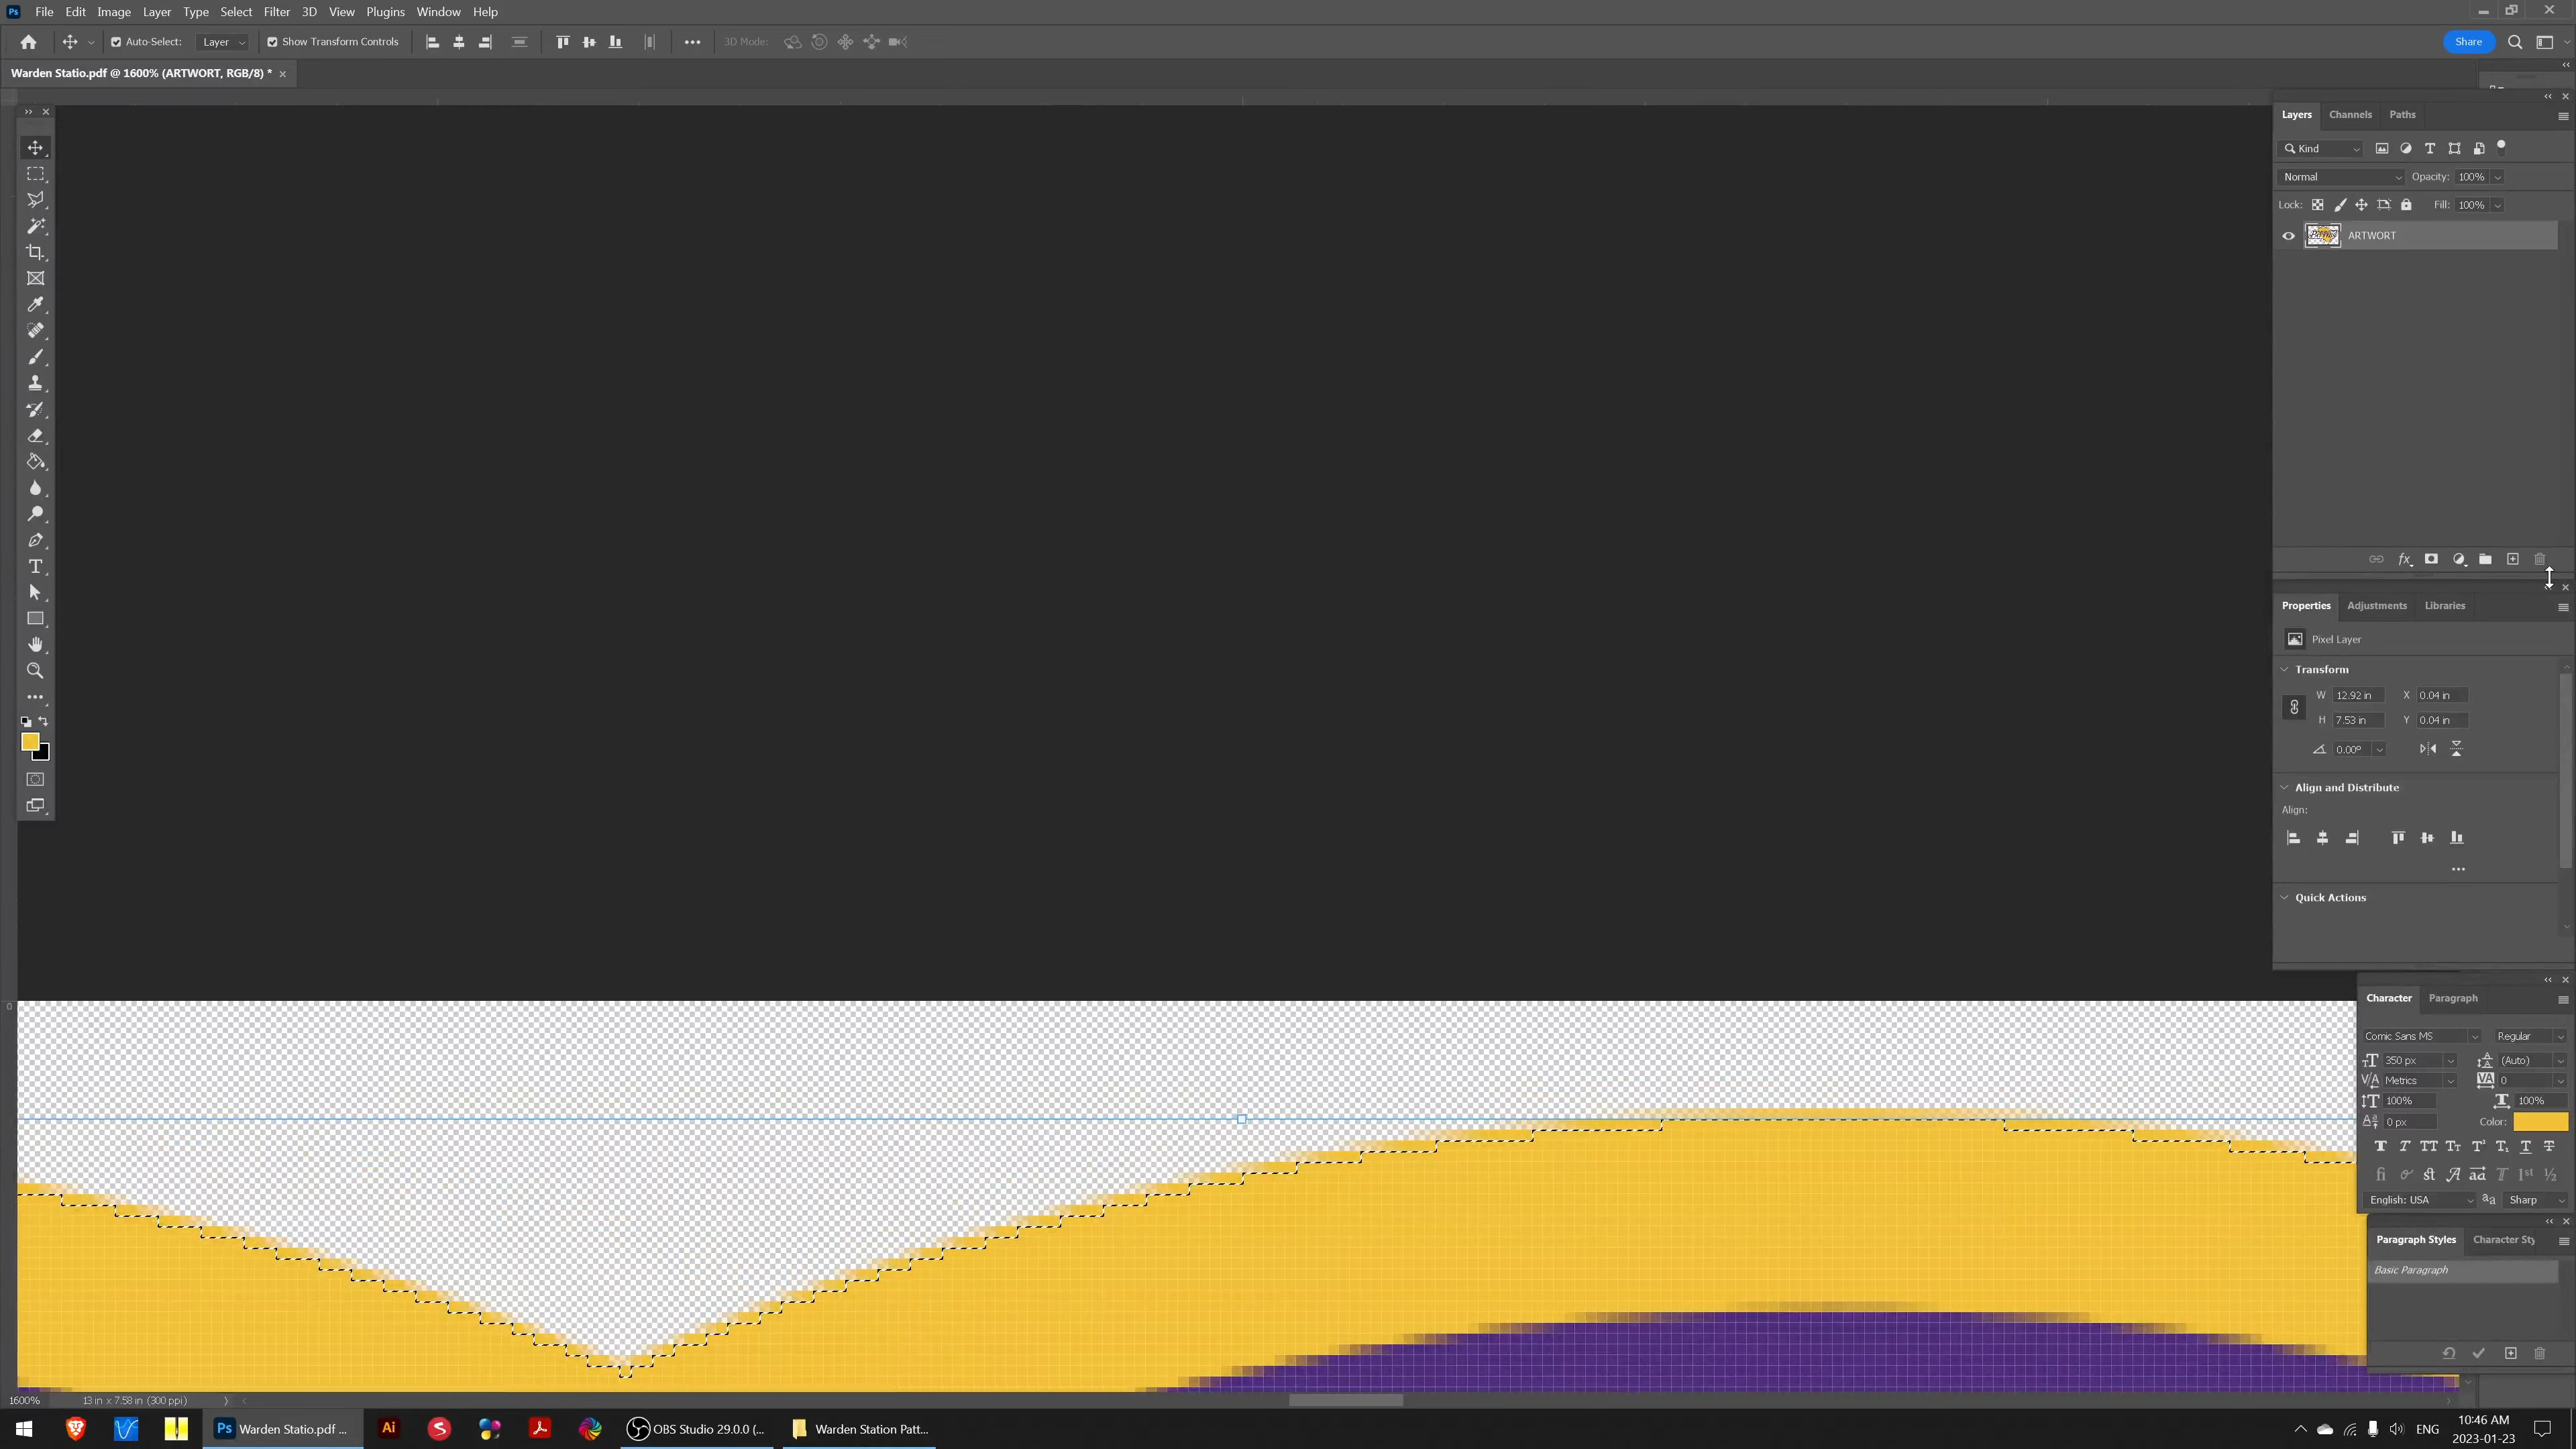 File Edit Image Layer Type Select Filter 3D View Plugins Window Help
Auto-Select: Layer Show Transform Controls 3D Mode: Share
Warden Statio.pdf @ 1600% (ARTWORT, RGB/8) *
Layers Channels Paths
Kind
Normal Opacity: 100%
Lock: Fill: 100%
ARTWORT
fx
Properties Adjustments Libraries
Pixel Layer
Transform
W 12.92 in X 0.04 in
H 7.53 in Y 0.04 in
0.00°
Align and Distribute
Align:
Quick Actions
Character Paragraph
Comic Sans MS Regular
350 px (Auto)
Metrics 0
100% 100%
0 px Color:
English: USA Sharp
Paragraph Styles Character Sty
Basic Paragraph
0
1600% 13 in x 7.58 in (300 ppi)
Ps Warden Statio.pdf ... Ai OBS Studio 29.0.0 (... Warden Station Patt... ENG 10:46 AM
2023-01-23